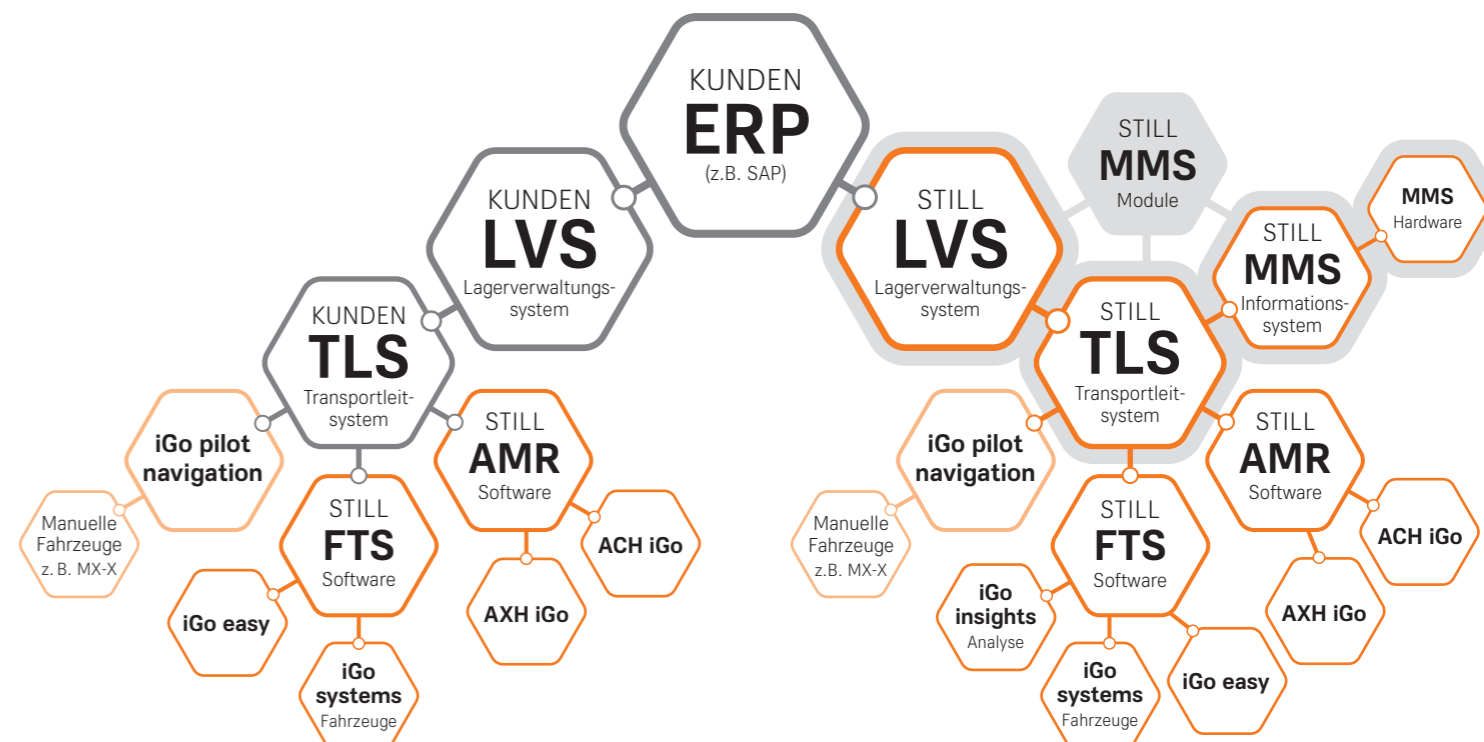 KUNDEN
ERP
(z.B. SAP)
KUNDEN
LVS
Lagerverwaltungs-
system
STILL
LVS
Lagerverwaltungs-
system
STILL
MMS
Module
MMS
Hardware
STILL
MMS
Informations-
system
KUNDEN
TLS
Transportleit-
system
STILL
TLS
Transportleit-
system
iGo pilot
navigation
STILL
AMR
Software
Manuelle
Fahrzeuge
z. B. MX-X
STILL
FTS
Software
ACH iGo
AXH iGo
iGo easy
iGo
systems
Fahrzeuge
iGo pilot
navigation
STILL
AMR
Software
Manuelle
Fahrzeuge
z.B. MX-X
STILL
FTS
Software
ACH iGo
AXH iGo
iGo
insights
Analyse
iGo
systems
Fahrzeuge
iGo easy